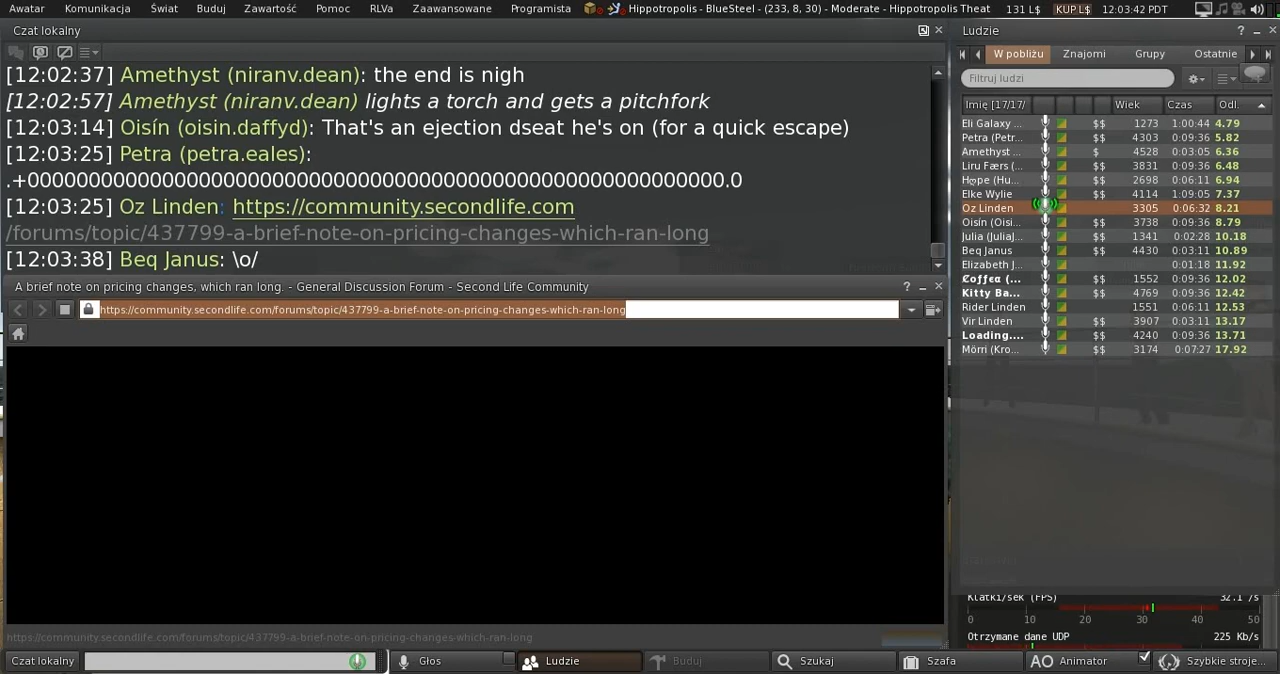 Awatar Komunikacja Świat Buduj Zawartość Pomoc RLVa Zaawansowane Programista Hippotropolis - BlueSteel - (233, 8, 30) - Moderate - Hippotropolis Theat 131 L$ KUP L$ 12:03:42 PDT
Czat lokalny
[12:02:37] Amethyst (niranv.dean): the end is nigh
[12:02:57] Amethyst (niranv.dean) lights a torch and gets a pitchfork
[12:03:14] Oisín (oisin.daffyd): That's an ejection dseat he's on (for a quick escape)
[12:03:25] Petra (petra.eales):
[12:03:25] Oz Linden: https://community.secondlife.com
/forums/topic/437799-a-brief-note-on-pricing-changes-which-ran-long
[12:03:38] Beq Janus: \o/
A brief note on pricing changes, which ran long. - General Discussion Forum - Second Life Community ?
https://community.secondlife.com/forums/topic/437799-a-brief-note-on-pricing-changes-which-ran-long
https://community.secondlife.com/forums/topic/437799-a-brief-note-on-pricing-changes-which-ran-long
Ludzie ?
W pobliżu Znajomi Grupy Ostatnie
Filtruj ludzi
Imię [17/17/ Wiek Czas Odl.
Eli Galaxy ... $$ 1273 1:00:44 4.79
Petra (Petr... $$ 4303 0:09:36 5.82
Amethyst ... $ 4528 0:03:05 6.36
Liru Færs (... $$ 3831 0:09:36 6.48
Hope (Hu... $$ 2698 0:06:11 6.94
Elke Wylie $$ 4114 1:09:05 7.37
Oz Linden 3305 0:06:32 8.21
Oisín (Oisi... $$ 3738 0:09:36 8.79
Julia (JuliaJ... $$ 1341 0:02:28 10.18
Beq Janus $$ 4430 0:03:11 10.89
Elizabeth J... 0:01:18 11.92
$$ 1552 0:09:36 12.02
Kitty Ba... $$ 4769 0:09:36 12.42
Rider Linden 1551 0:06:11 12.53
Vir Linden $$ 3907 0:03:11 13.17
Loading.... $$ 4240 0:09:36 13.71
Mörri (Kro... $$ 3174 0:07:27 17.92
Klatki/sek (FPS) 32.1 /s
0 10 20 30 40 50
Otrzymane dane UDP 225 Kb/s
Czat lokalny Głos Ludzie Buduj Szukaj Szafa AO Animator Szybkie stroje...